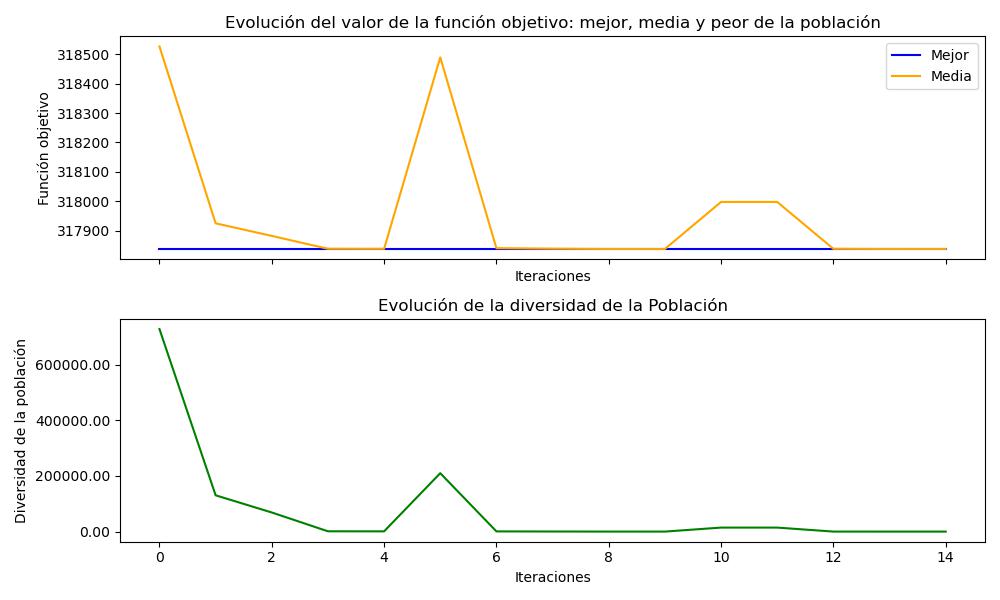 Evolución del valor de la función objetivo: mejor, media y peor de la población
Función objetivo
318500
318400
318300
318200
318100
318000
317900
Mejor
Media
Iteraciones
Evolución de la diversidad de la Población
Diversidad de la población
600000.00
400000.00
200000.00
0.00
0 2 4 6 8 10 12 14
Iteraciones